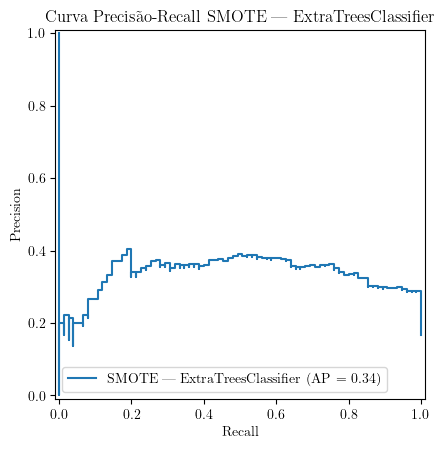 Curva Precisão-Recall SMOTE — ExtraTreesClassifier
1.0
0.8
0.6
0.4
0.2
0.0
Precision
SMOTE — ExtraTreesClassifier (AP = 0.34)
0.0 0.2 0.4 0.6 0.8 1.0
Recall